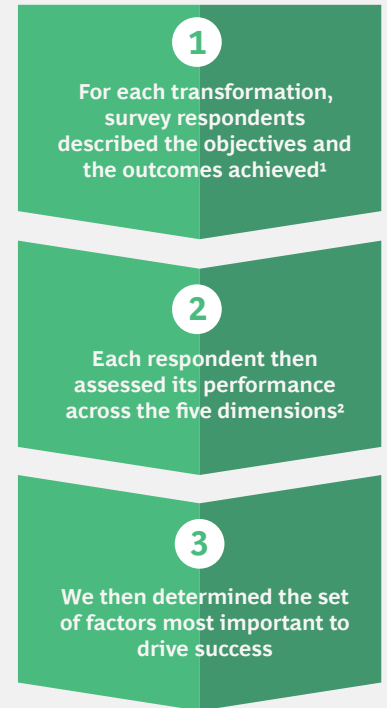 1
For each transformation,
survey respondents
described the objectives and
the outcomes achieved¹
2
Each respondent then
assessed its performance
across the five dimensions²
3
We then determined the set
of factors most important to
drive success